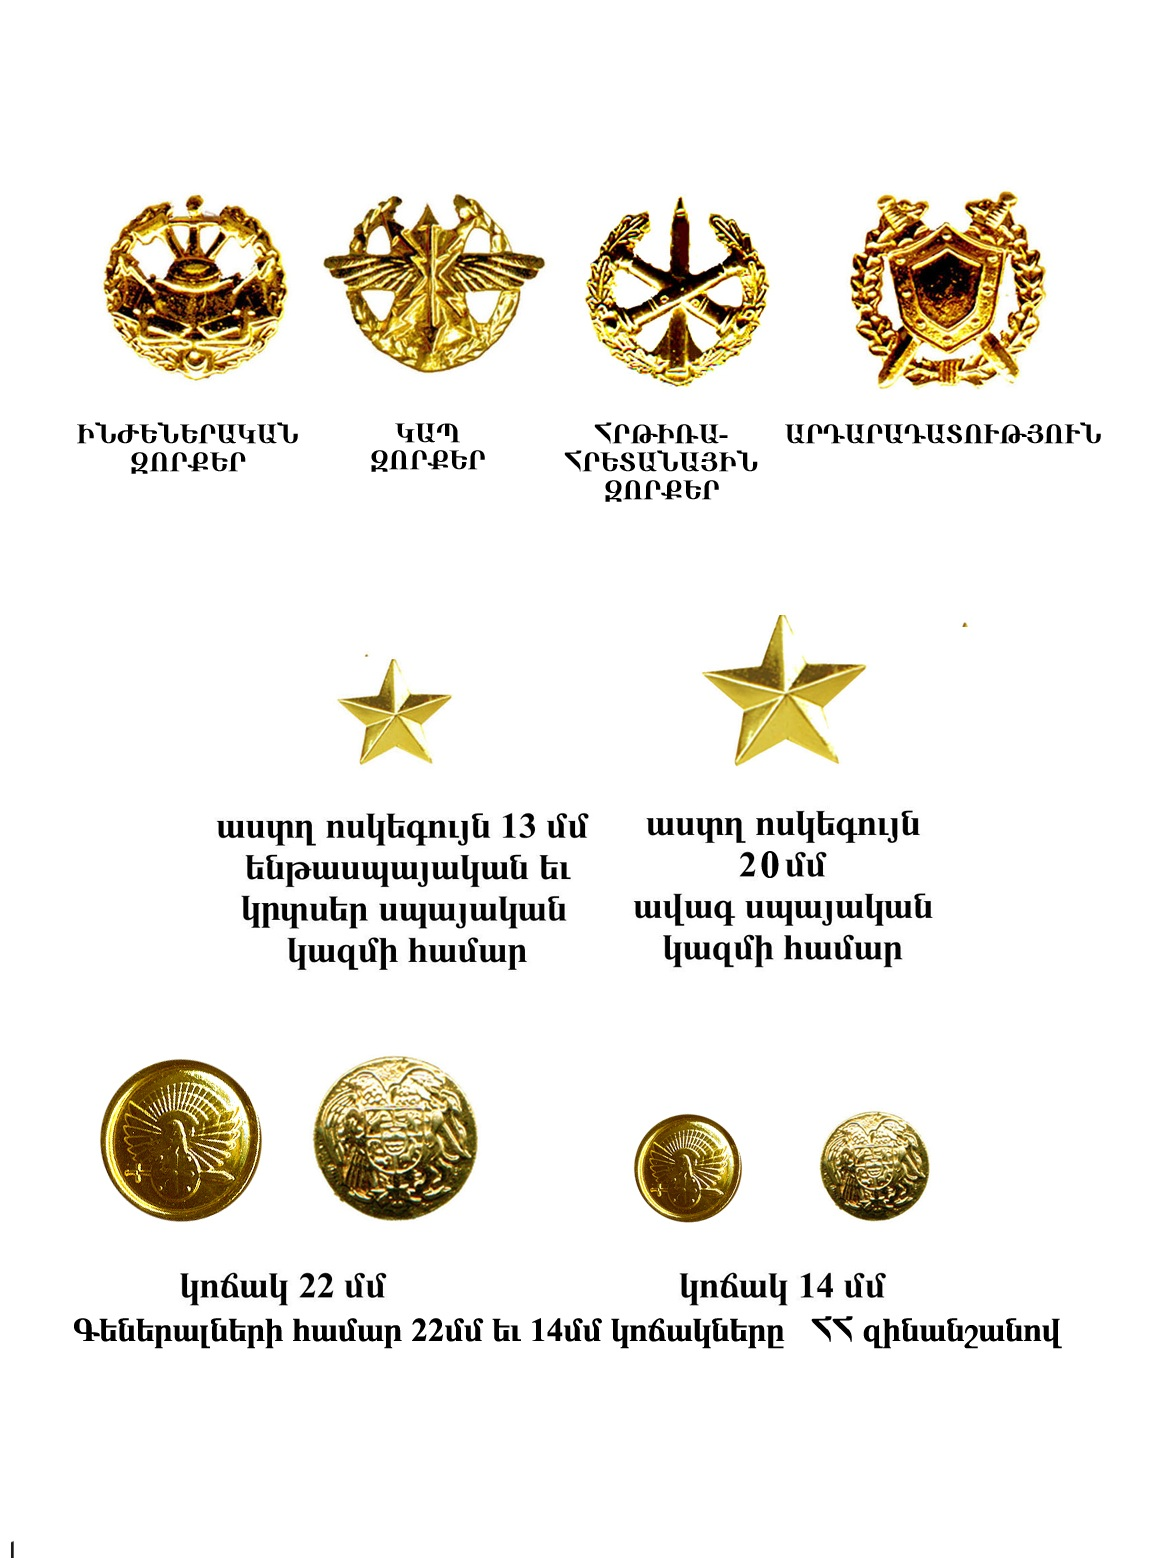 ԻՆԺԵՆԵՐԱԿԱՆ
ԶՈՐՔԵՐ
ԿԱՊ
ԶՈՐՔԵՐ
ՀՐԹԻՌԱ-
ՀՐԵՏԱՆԱՅԻՆ
ԶՈՐՔԵՐ
ԱՐԴԱՐԱԴԱՏՈՒԹՅՈՒՆ
աստղ ոսկեգույն 13 մմ
ենթասպայական եւ
կրտսեր սպայական
կազմի համար
աստղ ոսկեգույն
20մմ
ավագ սպայական
կազմի համար
կոճակ 22 մմ
կոճակ 14 մմ
Գեներալների համար 22մմ եւ 14մմ կոճակները ՀՀ զինանշանով